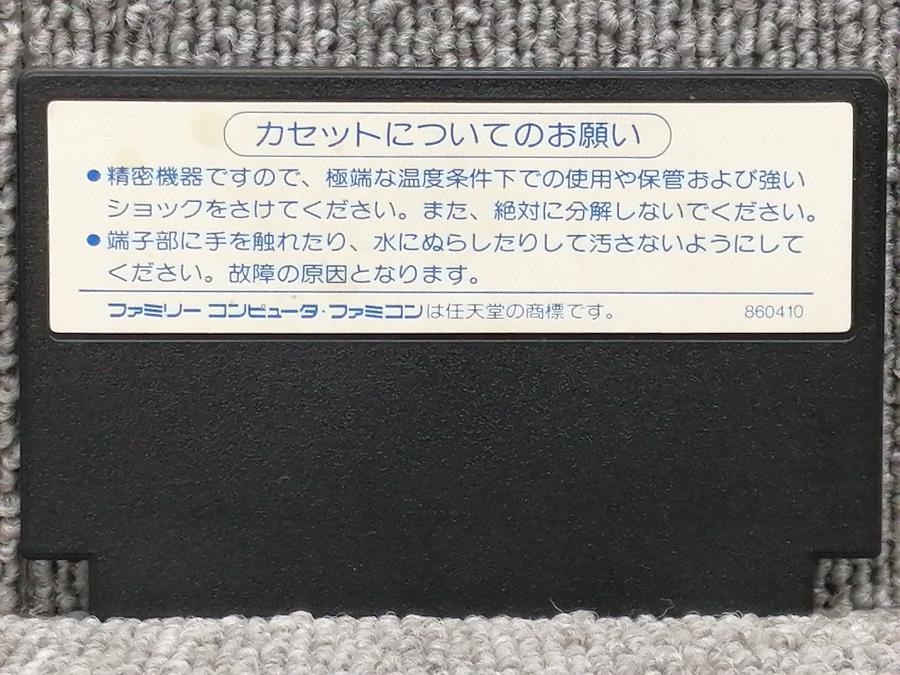 カセットについてのお願い
●精密機器ですので、極端な温度条件下での使用や保管および強い
ショックをさけてください。また、絶対に分解しないでください。
●端子部に手を触れたり、水にぬらしたりして汚さないようにして
ください。故障の原因となります。
ファミリーコンピュータ・ファミコンは任天堂の商標です。 860410